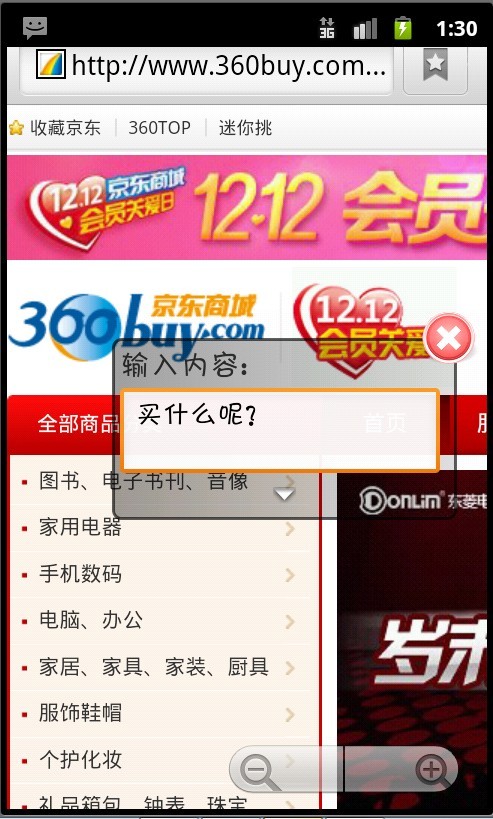 3G 1:30
http://www.360buy.com...
收藏京东 360TOP 迷你挑
12.12 京东商城
会员关爱日
12·12 会员
360buy.com
京东商城
12.12
会员关爱
输入内容:
买什么呢?
全部商品 首页
图书、电子书刊、音像
家用电器
手机数码
电脑、办公
家居、家具、家装、厨具
服饰鞋帽
个护化妆
礼品箱包、钟表、珠宝
DONLIM 东菱电
岁末